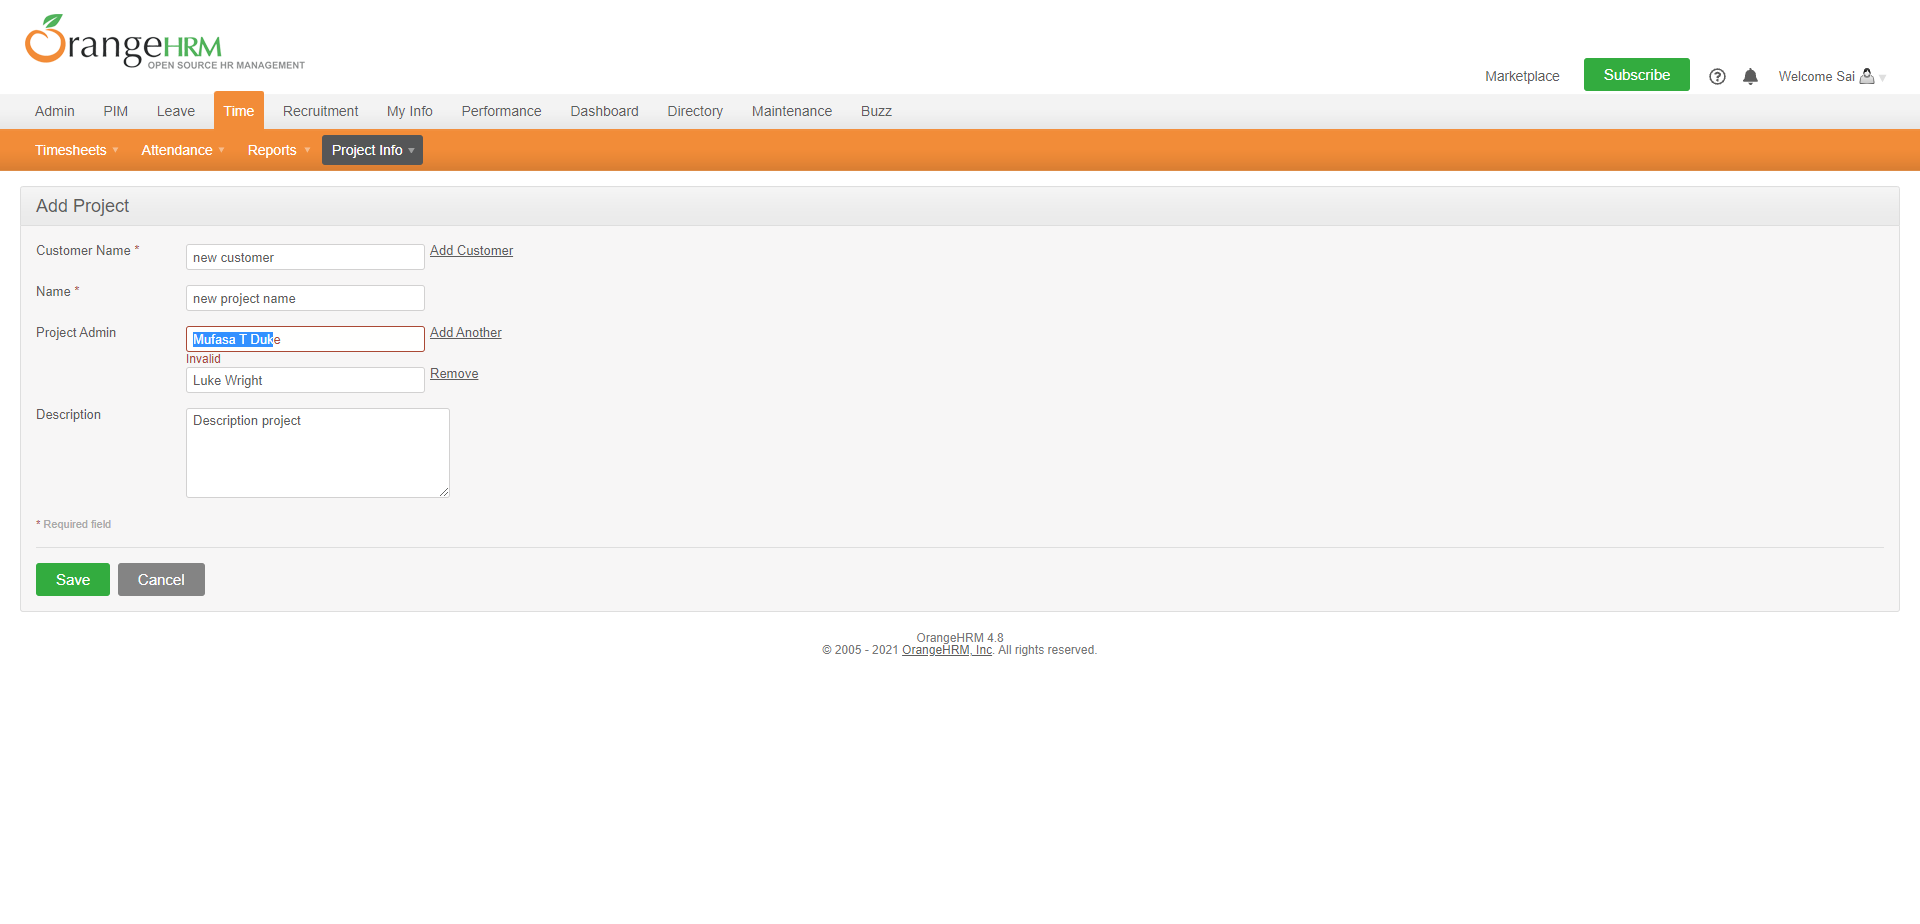 OrangeHRM
OPEN SOURCE HR MANAGEMENT
Marketplace Subscribe Welcome Sai
Admin PIM Leave Time Recruitment My Info Performance Dashboard Directory Maintenance Buzz
Timesheets Attendance Reports Project Info
Add Project
Customer Name * new customer Add Customer
Name * new project name
Project Admin Mufasa T Duke Add Another
Invalid
Luke Wright Remove
Description Description project
* Required field
Save Cancel
OrangeHRM 4.8
© 2005 - 2021 OrangeHRM, Inc. All rights reserved.